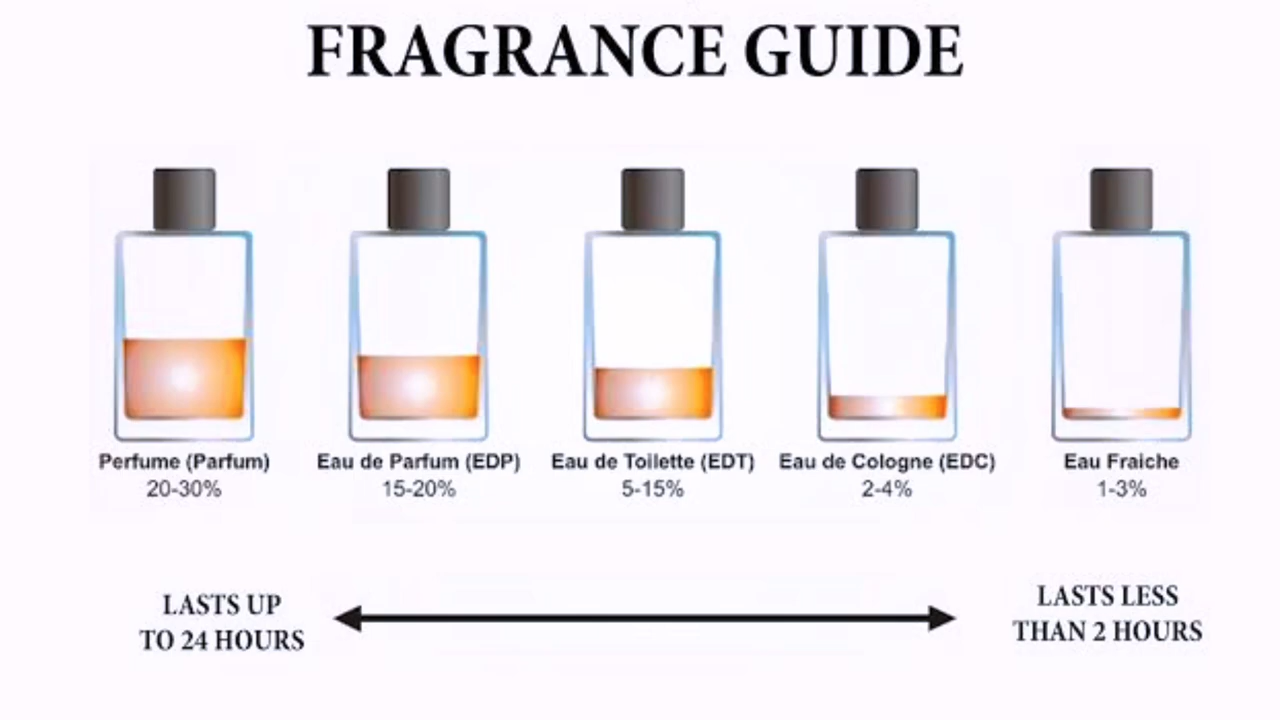 FRAGRANCE GUIDE
Perfume (Parfum)
20-30%
Eau de Parfum (EDP)
15-20%
Eau de Toilette (EDT)
5-15%
Eau de Cologne (EDC)
2-4%
Eau Fraiche
1-3%
LASTS UP
TO 24 HOURS
LASTS LESS
THAN 2 HOURS